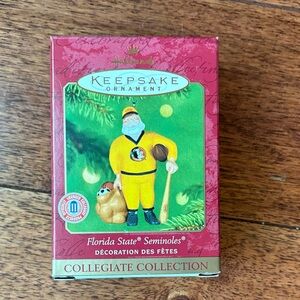 Hallmark
KEEPSAKE
ORNAMENT
Florida State® Seminoles®
DÉCORATION DES FÊTES
COLLEGIATE COLLECTION